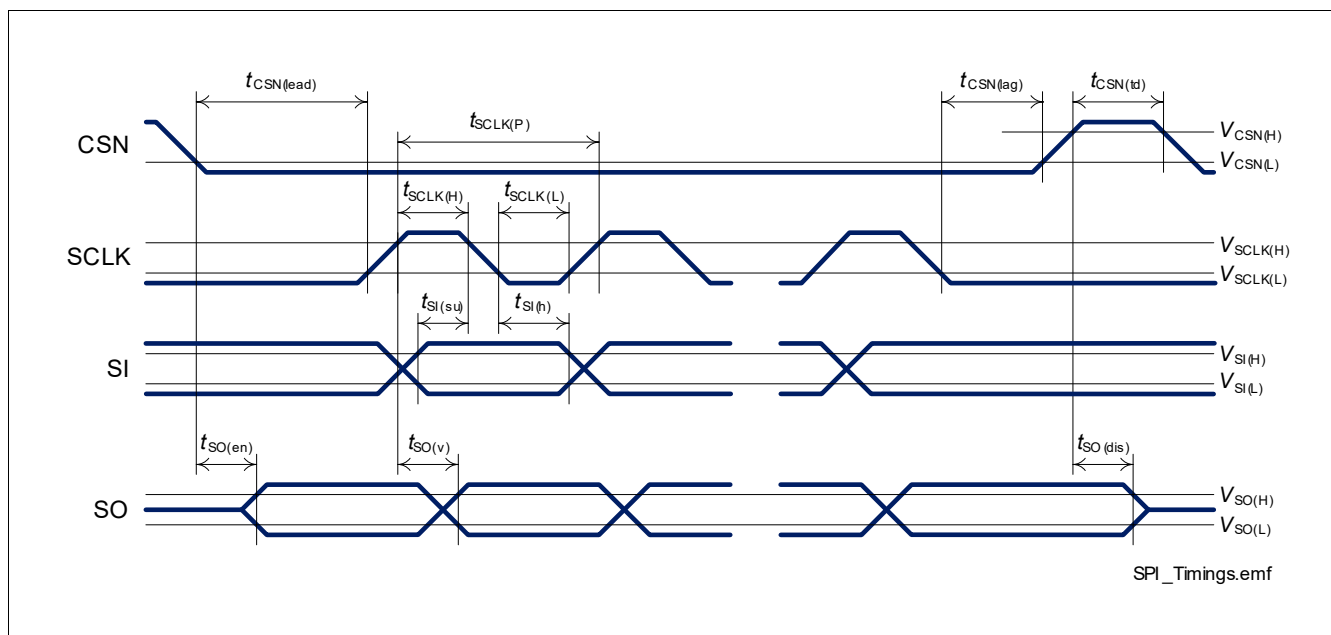 tCSN(lead) tCSN(lag) tCSN(td)
tSCLK(P)
CSN VCSN(H)
VCSN(L)
tSCLK(H) tSCLK(L)
SCLK VSCLK(H)
VSCLK(L)
tSI(su) tSI(h)
SI VSI(H)
VSI(L)
tSO(en) tSO(v) tSO(dis)
SO VSO(H)
VSO(L)
SPI_Timings.emf